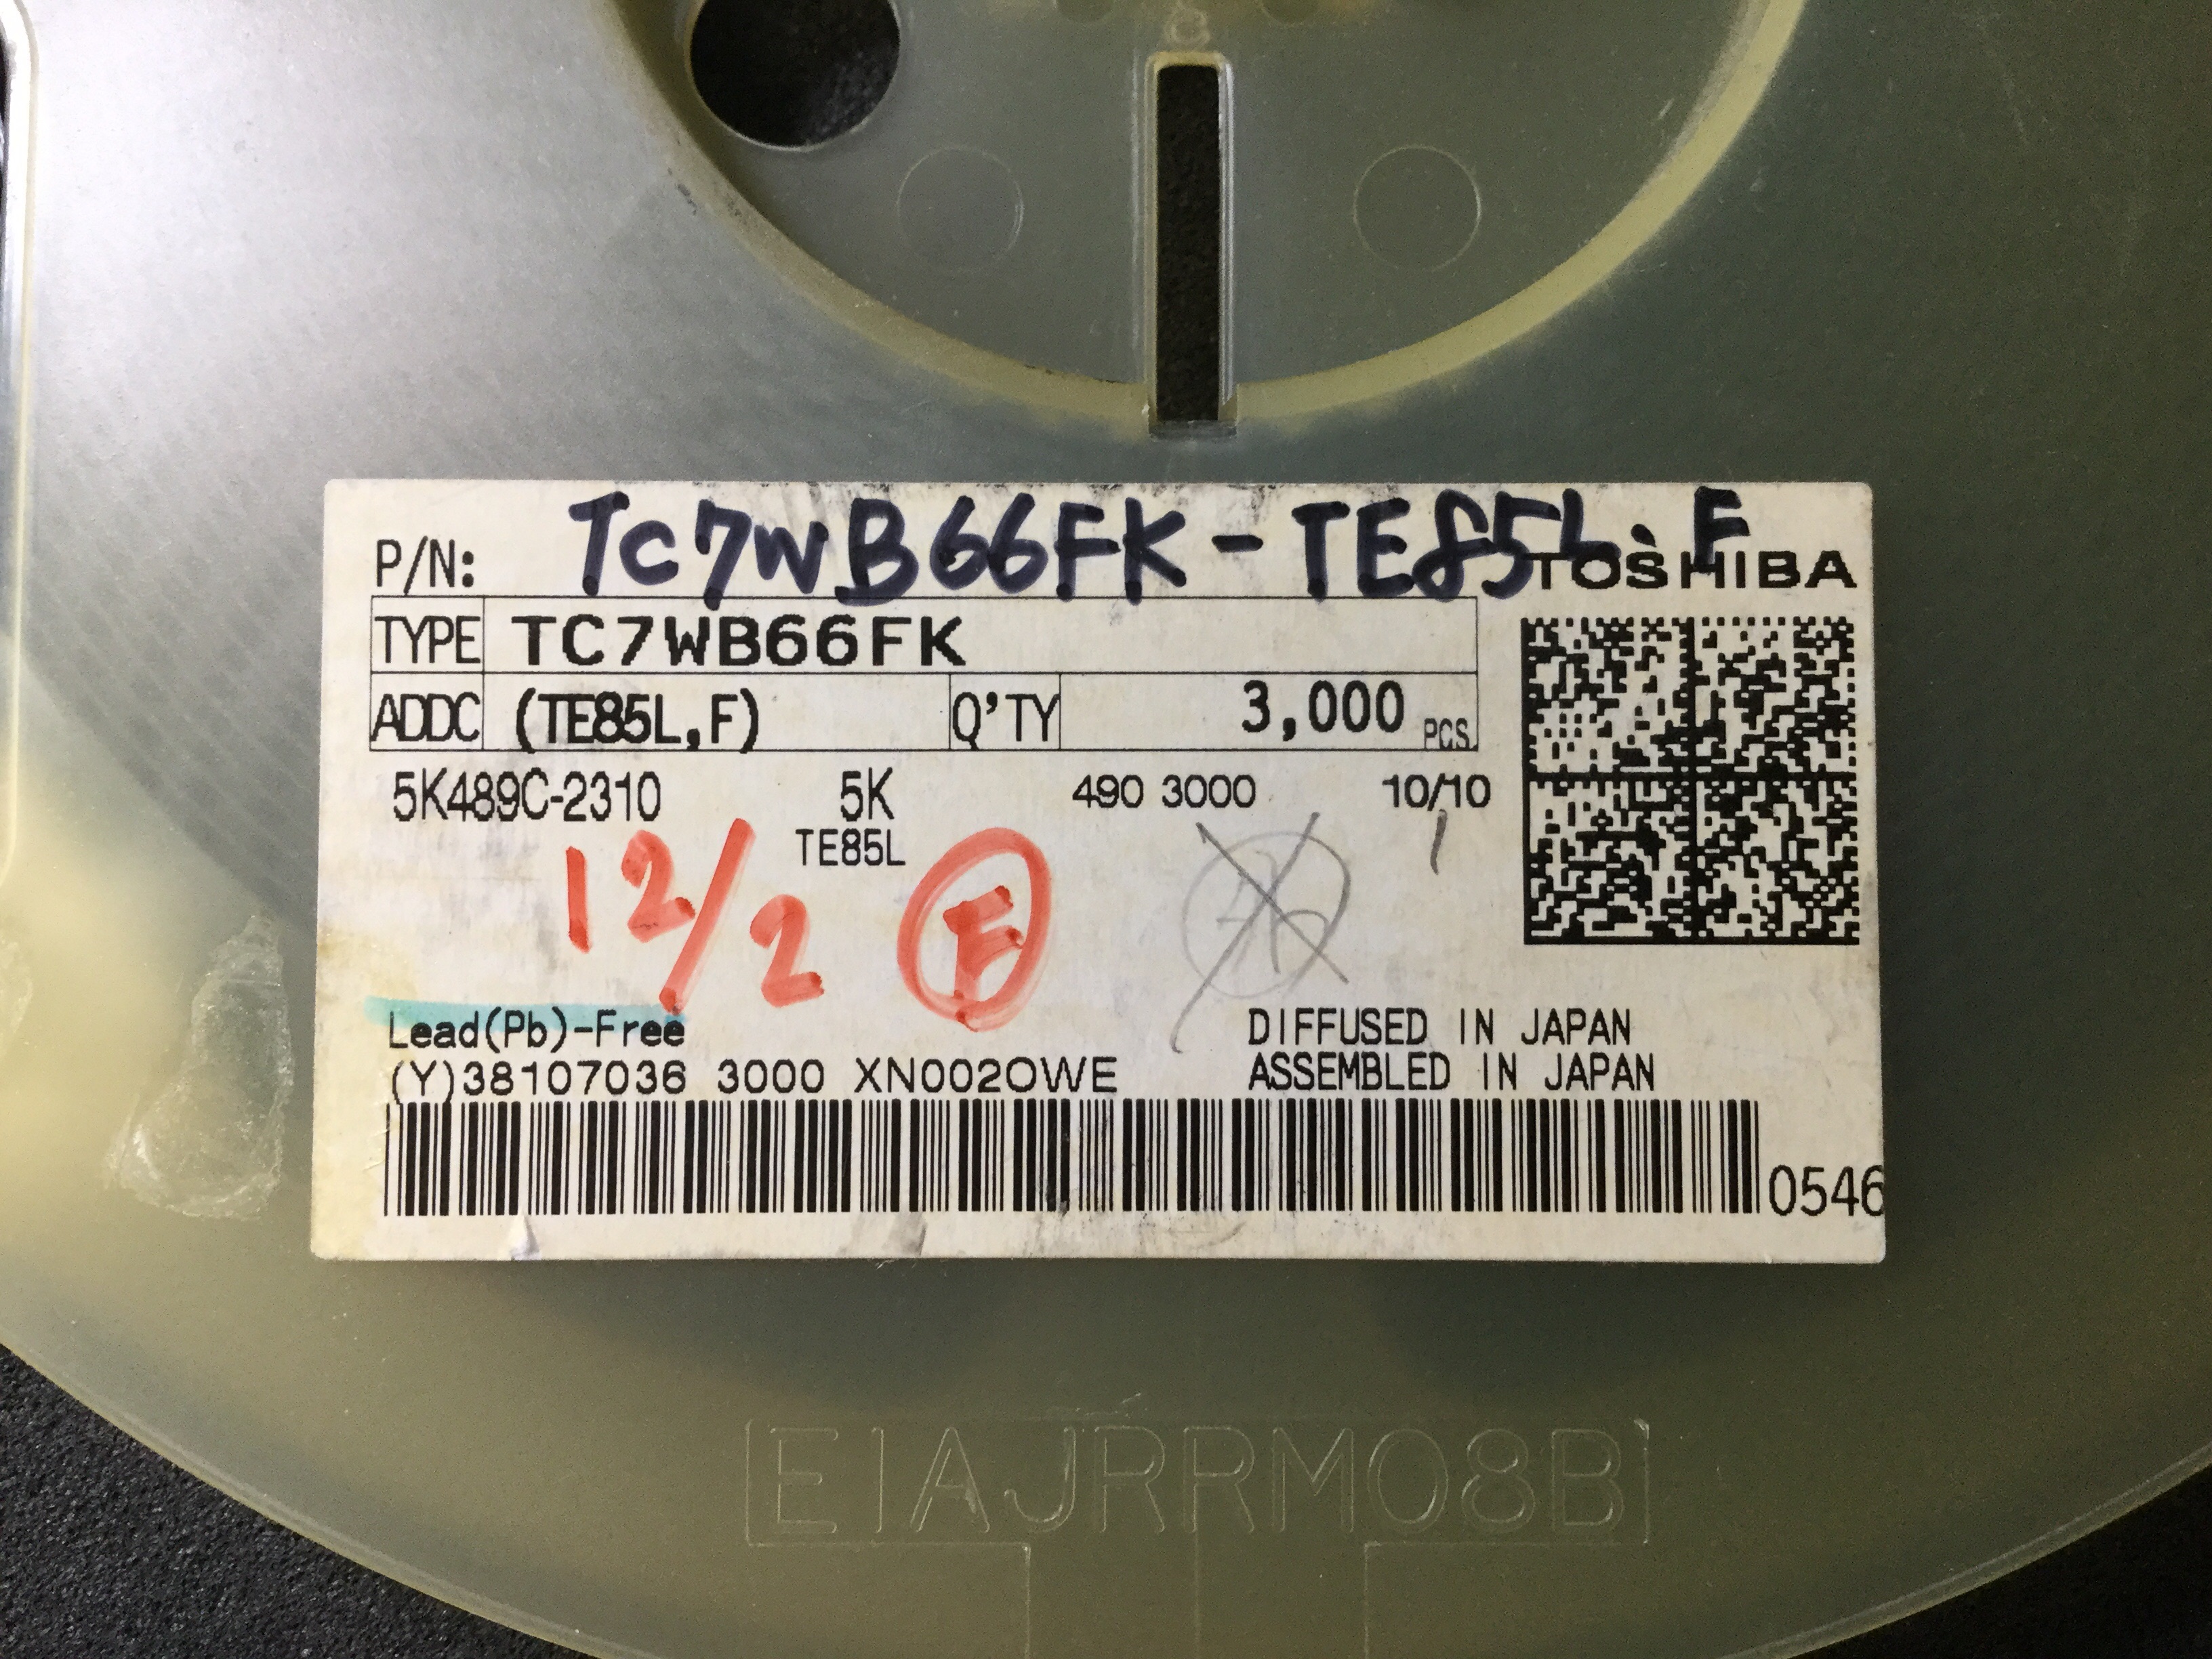 P/N: TC7WB66FK-TE85L、F
TOSHIBA
TYPE TC7WB66FK
ADDC (TE85L,F) Q'TY 3,000 PCS.
5K489C-2310 5K 490 3000 10/10
TE85L
12/2 F
Lead(Pb)-Free DIFFUSED IN JAPAN
(Y)38107036 3000 XN002OWE ASSEMBLED IN JAPAN
0546
EIAJRRM08B